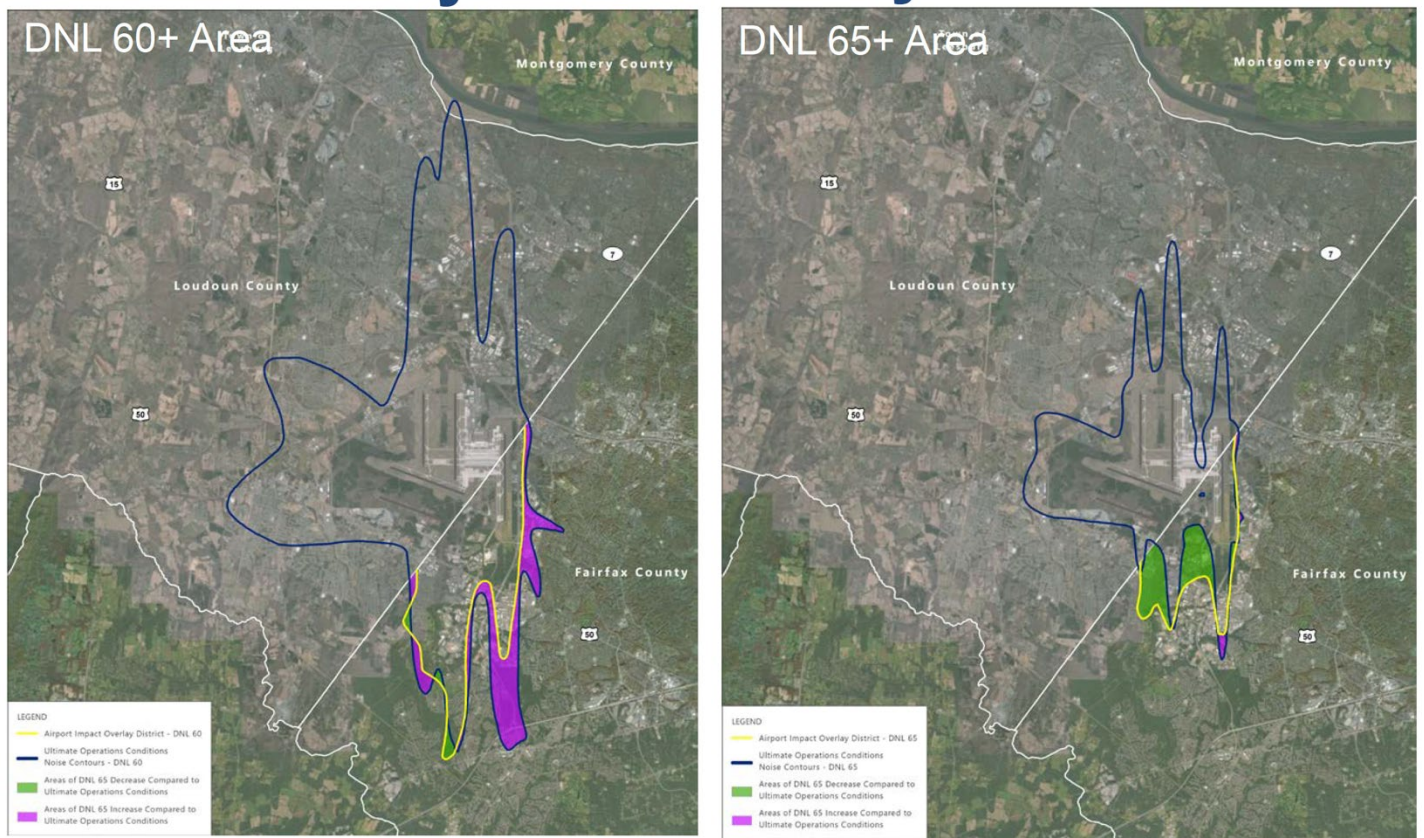 DNL 60+ Area
Montgomery County
15
7
Loudoun County
50
Fairfax County
50
LEGEND
Airport Impact Overlay District - DNL 60
Ultimate Operations Conditions
Noise Contours - DNL 60
Areas of DNL 65 Decrease Compared to
Ultimate Operations Conditions
Areas of DNL 65 Increase Compared to
Ultimate Operations Conditions
DNL 65+ Area
Town of
Montgomery County
15
7
Loudoun County
50
Fairfax County
50
LEGEND
Airport Impact Overlay District - DNL 65
Ultimate Operations Conditions
Noise Contours - DNL 65
Areas of DNL 65 Decrease Compared to
Ultimate Operations Conditions
Areas of DNL 65 Increase Compared to
Ultimate Operations Conditions